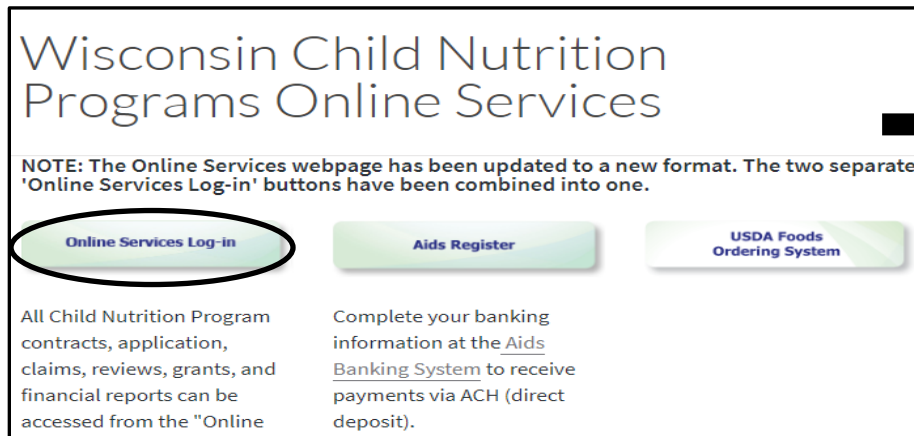 Wisconsin Child Nutrition
Programs Online Services
NOTE: The Online Services webpage has been updated to a new format. The two separate
'Online Services Log-in' buttons have been combined into one.
Online Services Log-in
Aids Register
USDA Foods
Ordering System
All Child Nutrition Program
contracts, application,
claims, reviews, grants, and
financial reports can be
accessed from the "Online
Complete your banking
information at the Aids
Banking System to receive
payments via ACH (direct
deposit).